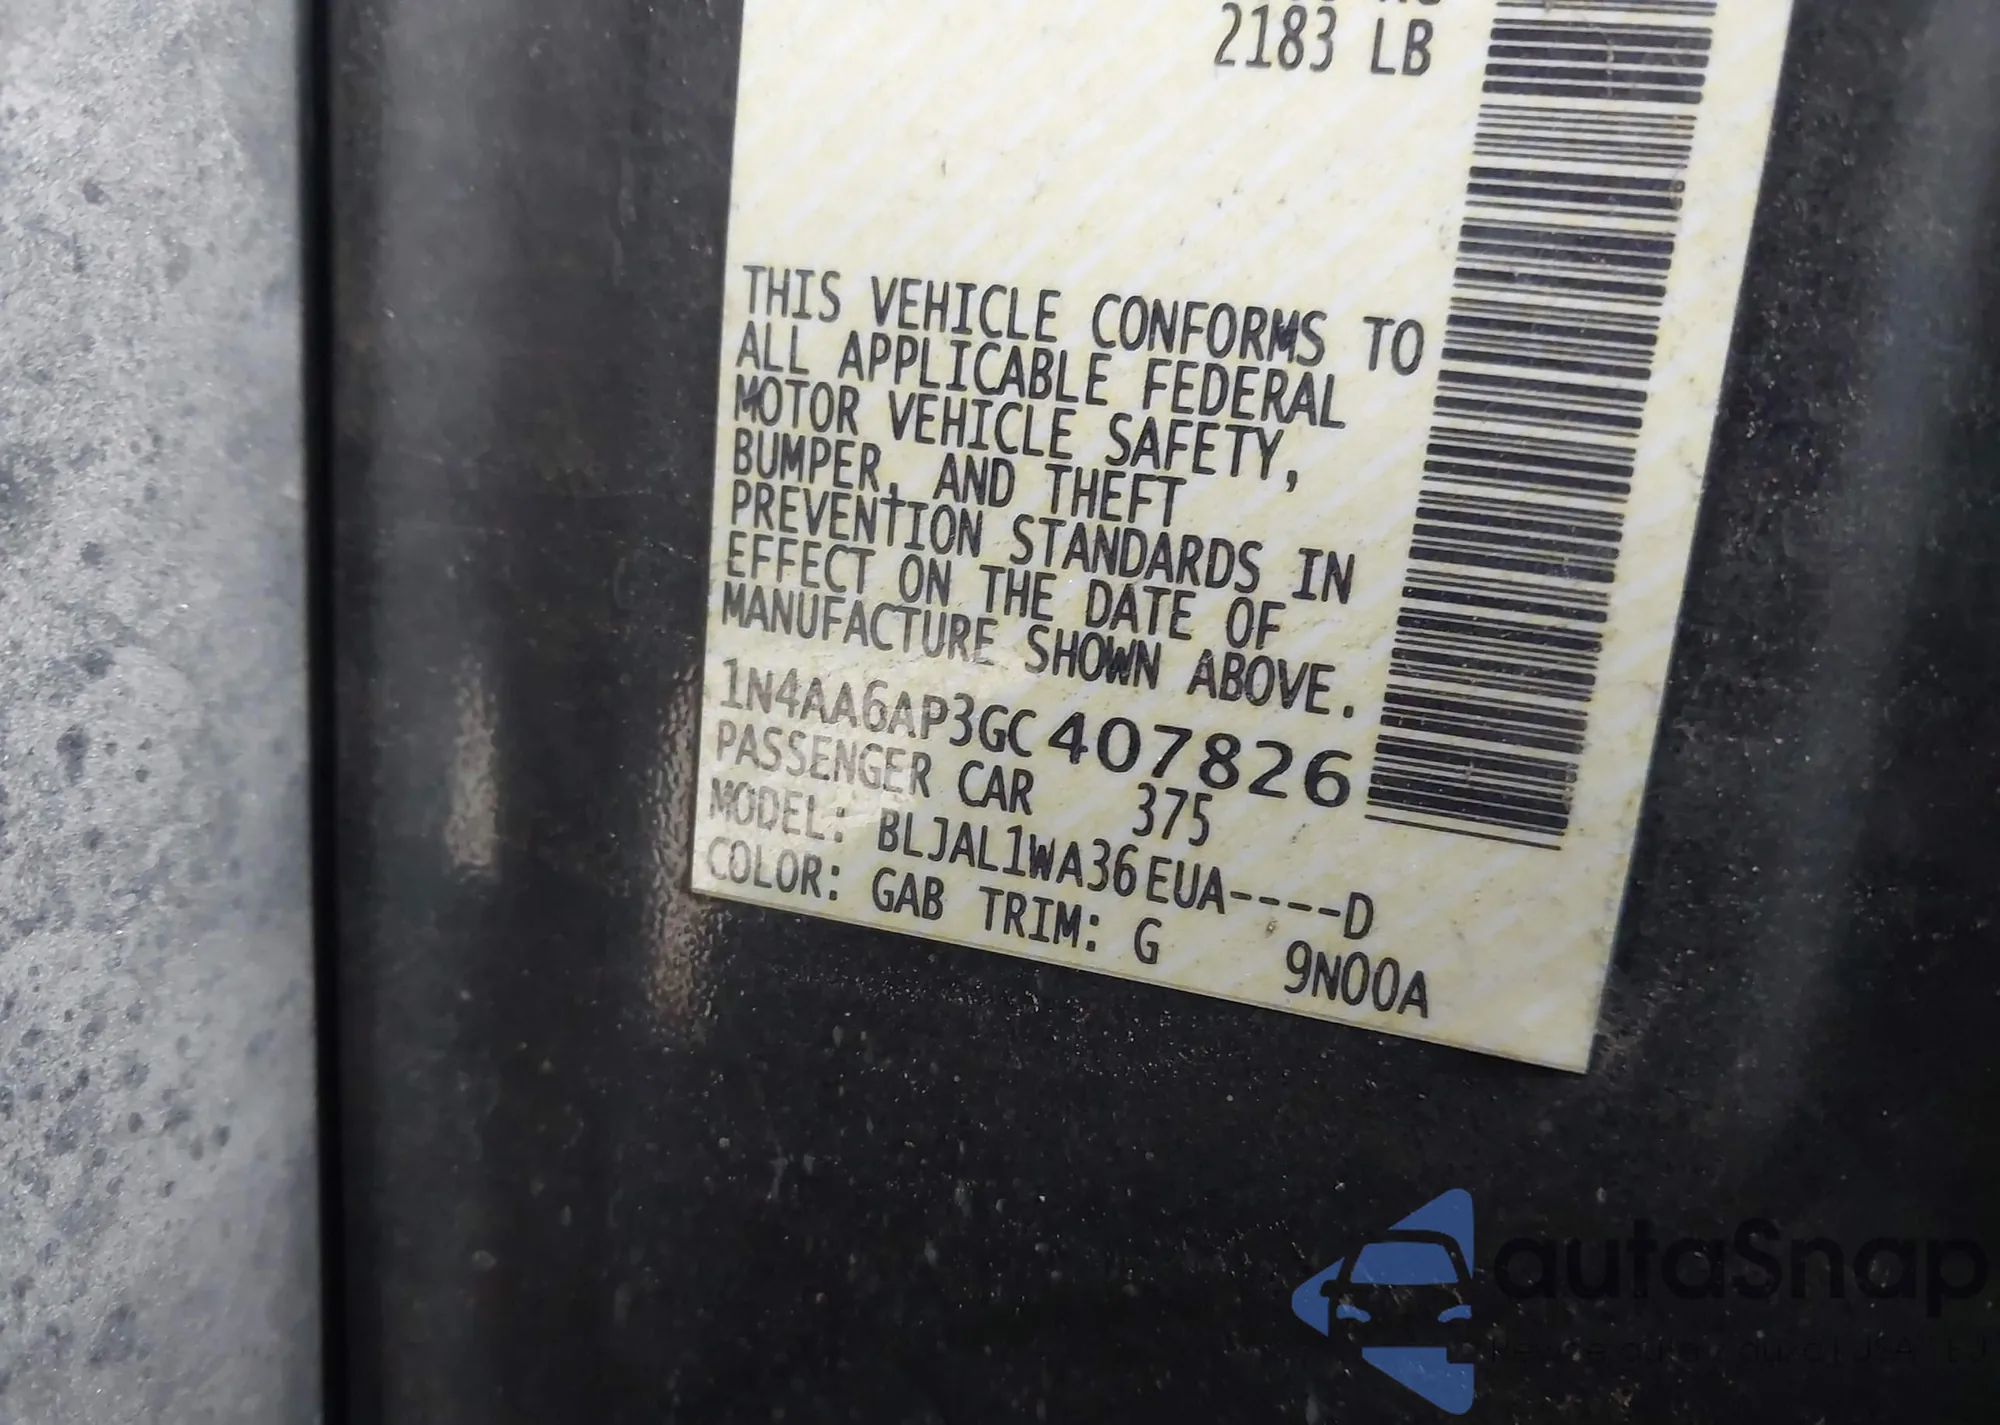 2183 LB
THIS VEHICLE CONFORMS TO
ALL APPLICABLE FEDERAL
MOTOR VEHICLE SAFETY,
BUMPER, AND THEFT
PREVENTION STANDARDS IN
EFFECT ON THE DATE OF
MANUFACTURE SHOWN ABOVE.
1N4AA6AP3GC407826
PASSENGER CAR 375
MODEL: BLJAL1WA36EUA----D
COLOR: GAB TRIM: G 9N00A
autaSnap